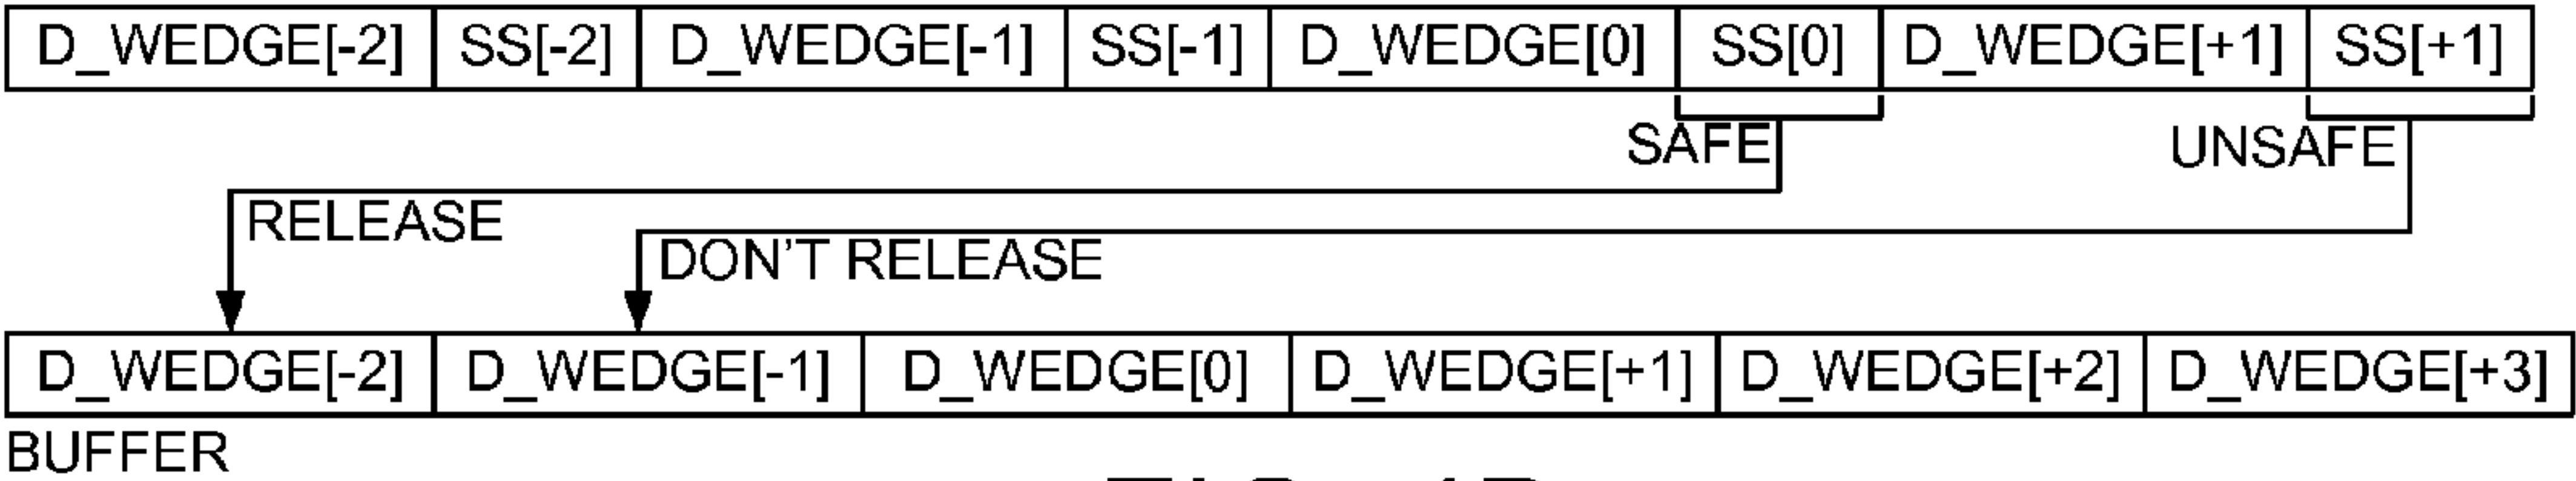 D_WEDGE[-2] SS[-2] D_WEDGE[-1] SS[-1] D_WEDGE[0] SS[0] D_WEDGE[+1] SS[+1]
SAFE UNSAFE
RELEASE
DON'T RELEASE
D_WEDGE[-2] D_WEDGE[-1] D_WEDGE[0] D_WEDGE[+1] D_WEDGE[+2] D_WEDGE[+3]
BUFFER